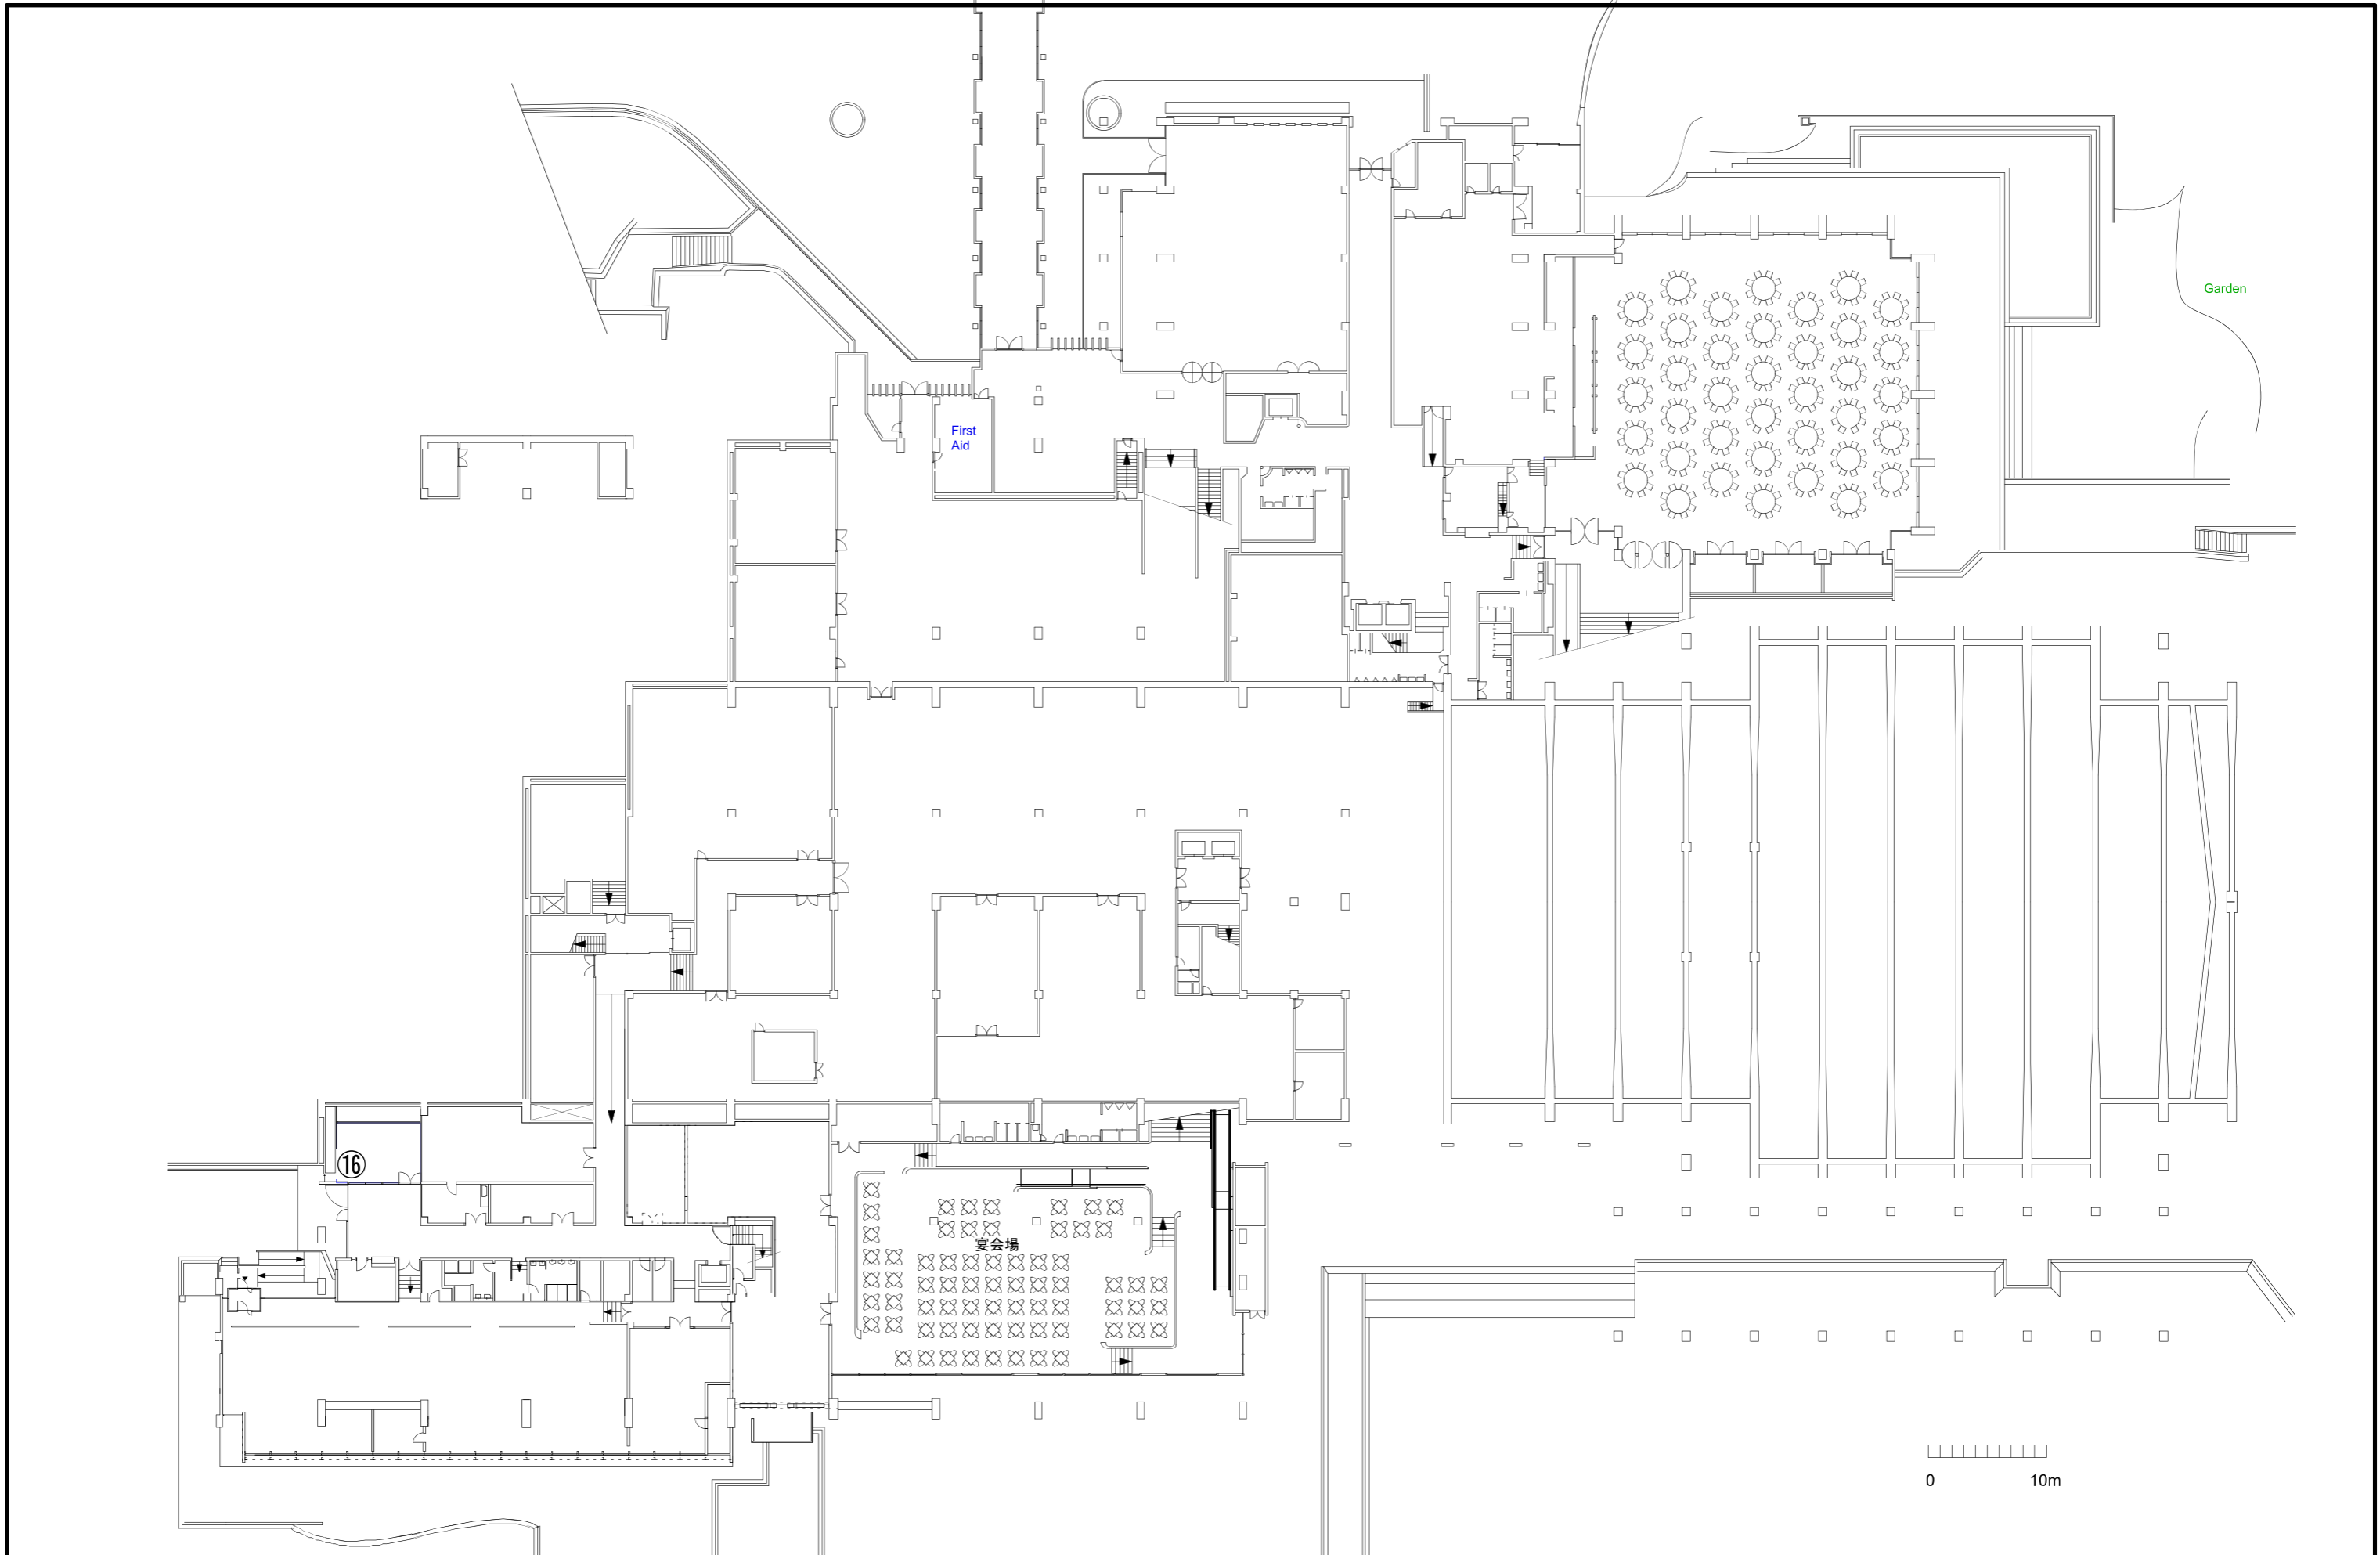 Garden
First
Aid
⑯
宴会場
0 10m